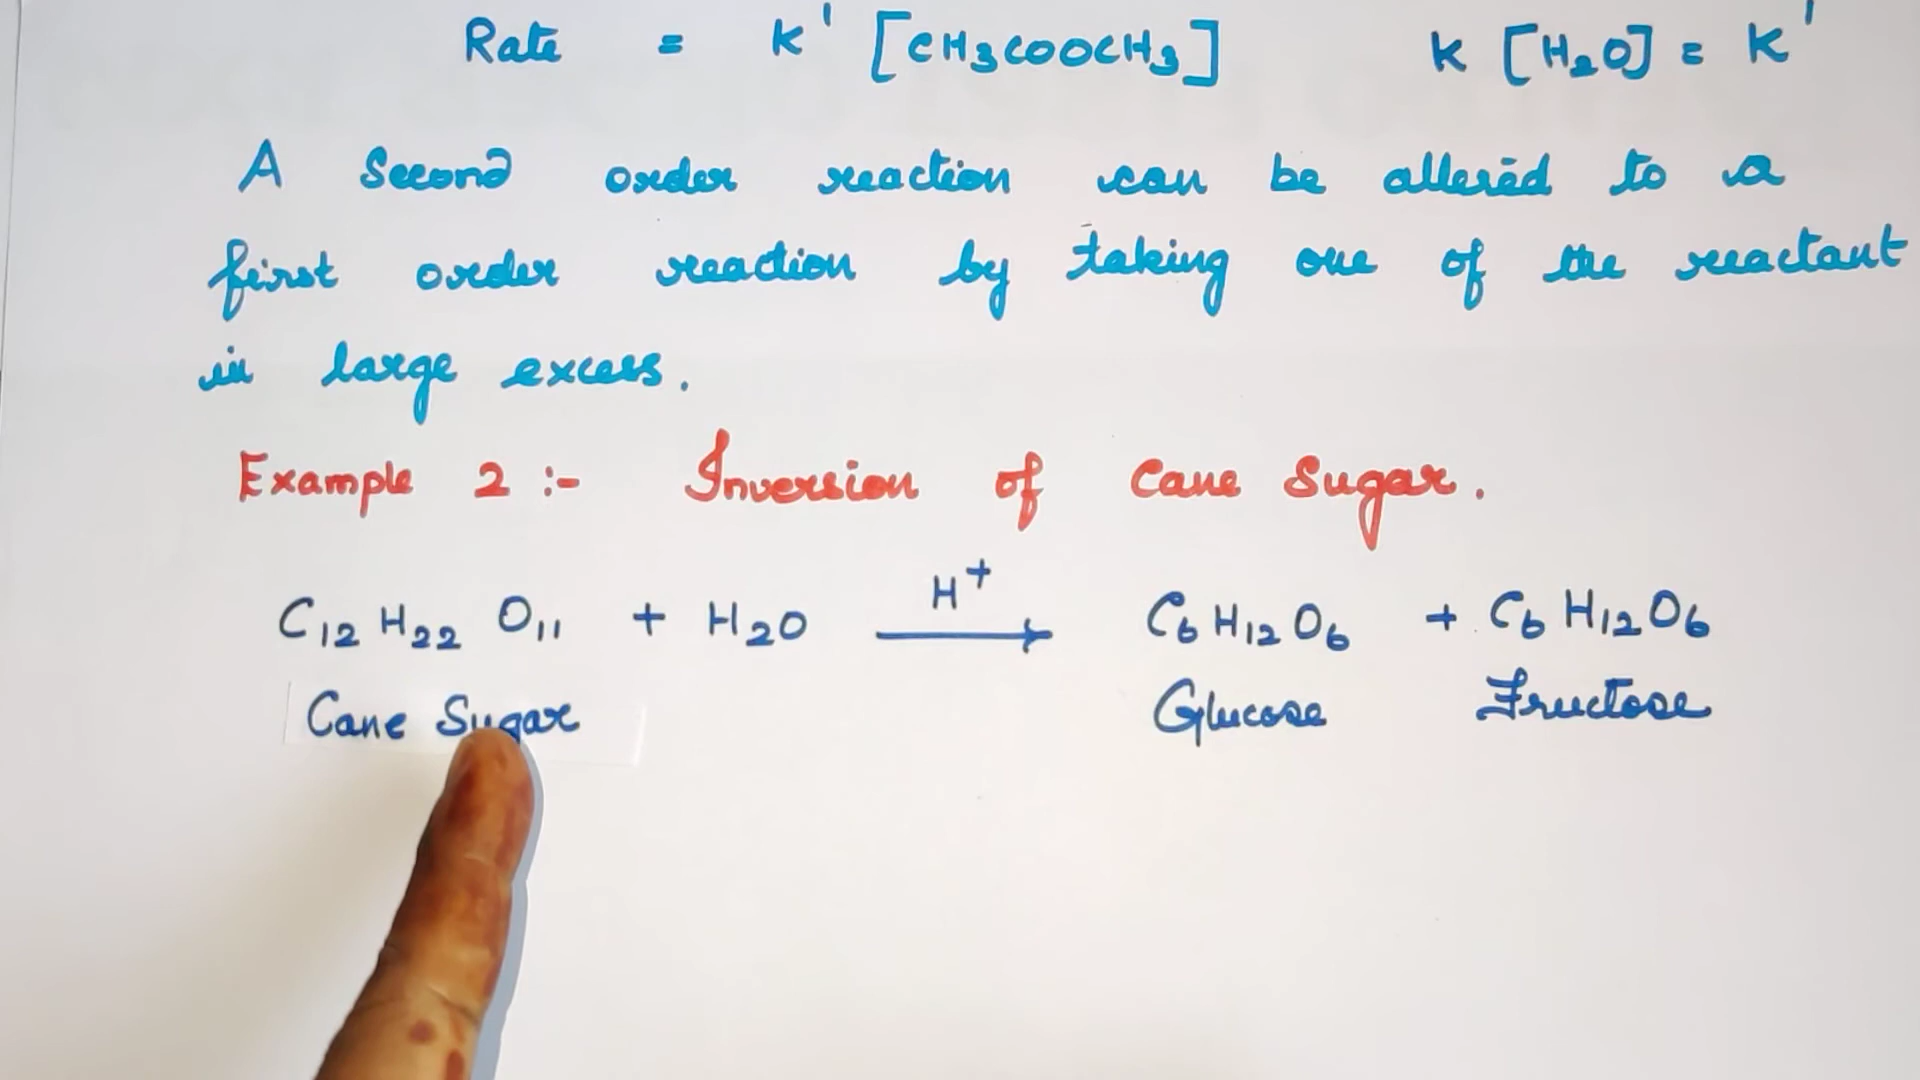 Rate = K' [CH₃COOCH₃] K [H₂O] = K'
A Second order reaction can be altered to a
first order reaction by taking one of the reactant
in large excess.
Example 2 :- Inversion of Cane Sugar.
C₁₂ H₂₂ O₁₁ + H₂O —H⁺→ C₆ H₁₂ O₆ + C₆ H₁₂ O₆
Cane Sugar Glucose Fructose